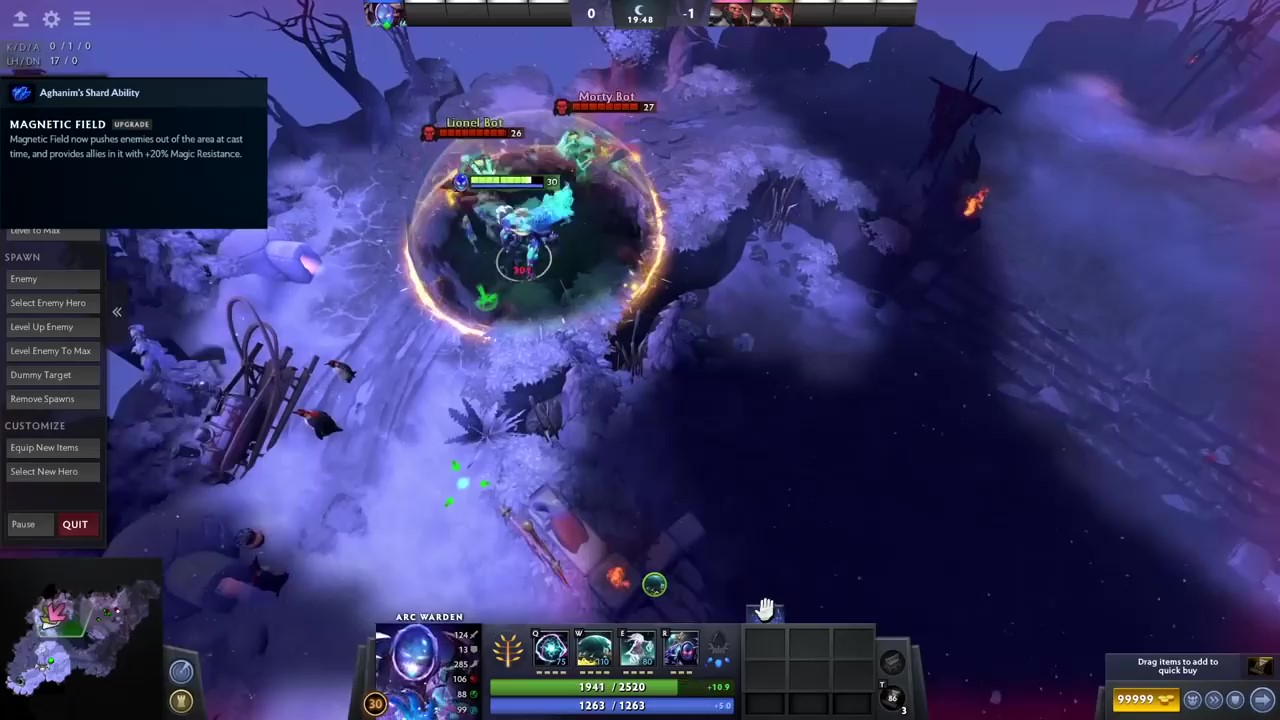 0
19:48
-1
K/D/A 0 / 1 / 0
LH/DN 17 / 0
Aghanim's Shard Ability
MAGNETIC FIELD UPGRADE
Magnetic Field now pushes enemies out of the area at cast
time, and provides allies in it with +20% Magic Resistance.
Morty Bot
27
Lionel Bot
26
30
Level to Max
SPAWN
Enemy
Select Enemy Hero
Level Up Enemy
Level Enemy To Max
Dummy Target
Remove Spawns
CUSTOMIZE
Equip New Items
Select New Hero
Pause
QUIT
ARC WARDEN
124
13
285
106
88
99
30
Q
75
W
110
E
80
R
1941 / 2520
+10.9
1263 / 1263
+5.0
T
86
3
Drag items to add to
quick buy
99999